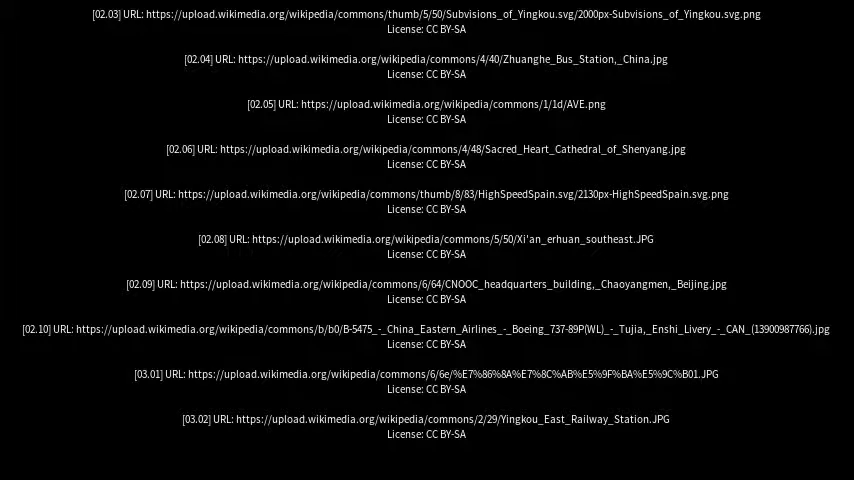 [02.03] URL: https://upload.wikimedia.org/wikipedia/commons/thumb/5/50/Subvisions_of_Yingkou.svg/2000px-Subvisions_of_Yingkou.svg.png
License: CC BY-SA
[02.04] URL: https://upload.wikimedia.org/wikipedia/commons/4/40/Zhuanghe_Bus_Station,_China.jpg
License: CC BY-SA
[02.05] URL: https://upload.wikimedia.org/wikipedia/commons/1/1d/AVE.png
License: CC BY-SA
[02.06] URL: https://upload.wikimedia.org/wikipedia/commons/4/48/Sacred_Heart_Cathedral_of_Shenyang.jpg
License: CC BY-SA
[02.07] URL: https://upload.wikimedia.org/wikipedia/commons/thumb/8/83/HighSpeedSpain.svg/2130px-HighSpeedSpain.svg.png
License: CC BY-SA
[02.08] URL: https://upload.wikimedia.org/wikipedia/commons/5/50/Xi'an_erhuan_southeast.JPG
License: CC BY-SA
[02.09] URL: https://upload.wikimedia.org/wikipedia/commons/6/64/CNOOC_headquarters_building,_Chaoyangmen,_Beijing.jpg
License: CC BY-SA
[02.10] URL: https://upload.wikimedia.org/wikipedia/commons/b/b0/B-5475_-_China_Eastern_Airlines_-_Boeing_737-89P(WL)_-_Tujia,_Enshi_Livery_-_CAN_(13900987766).jpg
License: CC BY-SA
[03.01] URL: https://upload.wikimedia.org/wikipedia/commons/6/6e/%E7%86%8A%E7%8C%AB%E5%9F%BA%E5%9C%B01.JPG
License: CC BY-SA
[03.02] URL: https://upload.wikimedia.org/wikipedia/commons/2/29/Yingkou_East_Railway_Station.JPG
License: CC BY-SA